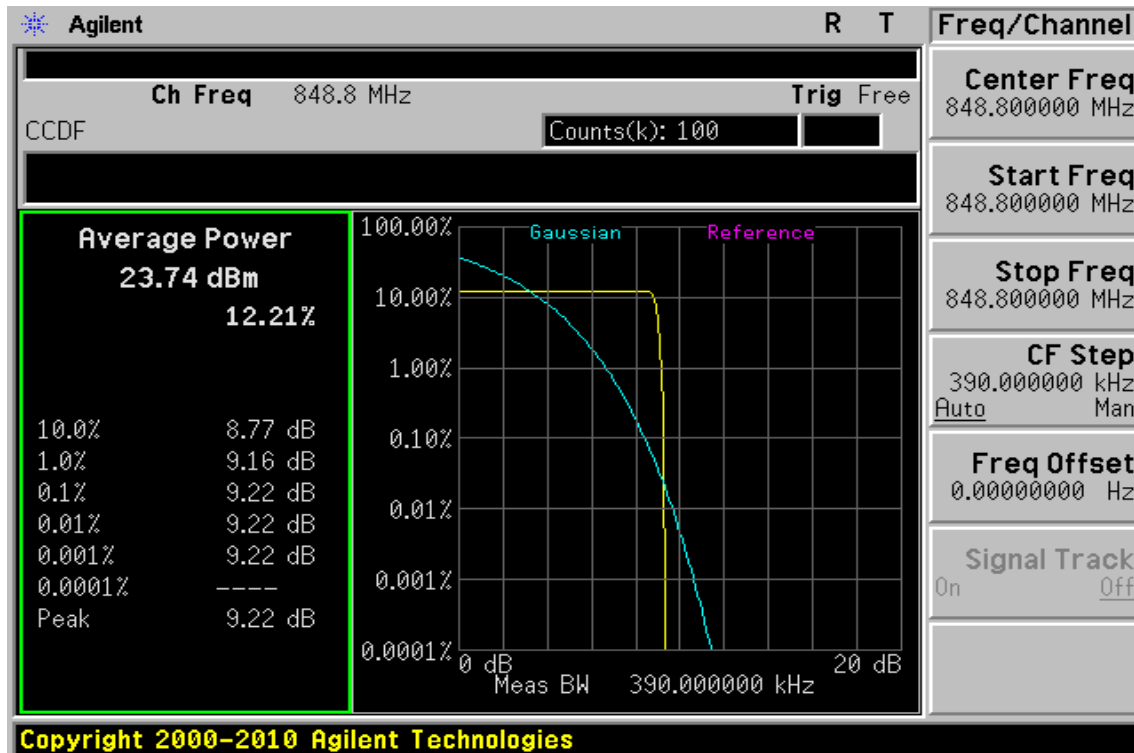 Agilent R T
Ch Freq 848.8 MHz Trig Free
CCDF Counts(k): 100
Average Power
23.74 dBm
12.21%
10.0% 8.77 dB
1.0% 9.16 dB
0.1% 9.22 dB
0.01% 9.22 dB
0.001% 9.22 dB
0.0001% ----
Peak 9.22 dB
100.00%
10.00%
1.00%
0.10%
0.01%
0.001%
0.0001%
Gaussian Reference
0 dB 20 dB
Meas BW 390.000000 kHz
Freq/Channel
Center Freq
848.800000 MHz
Start Freq
848.800000 MHz
Stop Freq
848.800000 MHz
CF Step
390.000000 kHz
Auto Man
Freq Offset
0.00000000 Hz
Signal Track
On Off
Copyright 2000-2010 Agilent Technologies